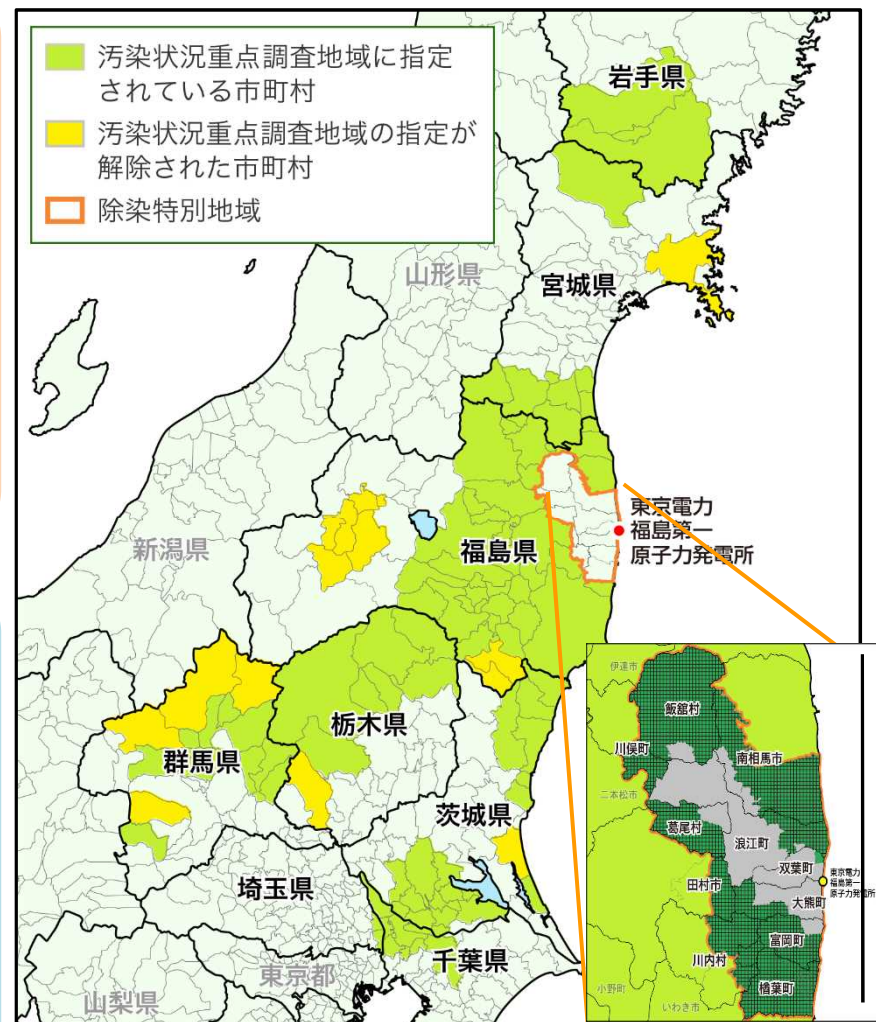 汚染状況重点調査地域に指定
されている市町村
汚染状況重点調査地域の指定が
解除された市町村
除染特別地域
岩手県
山形県
宮城県
東京電力
福島第一
原子力発電所
新潟県
福島県
栃木県
群馬県
茨城県
埼玉県
千葉県
東京都
山梨県
伊達市
飯舘村
川俣町
南相馬市
二本松市
葛尾村
浪江町
双葉町
東京電力
福島第一
原子力発電所
田村市
大熊町
富岡町
川内村
楢葉町
小野町
いわき市